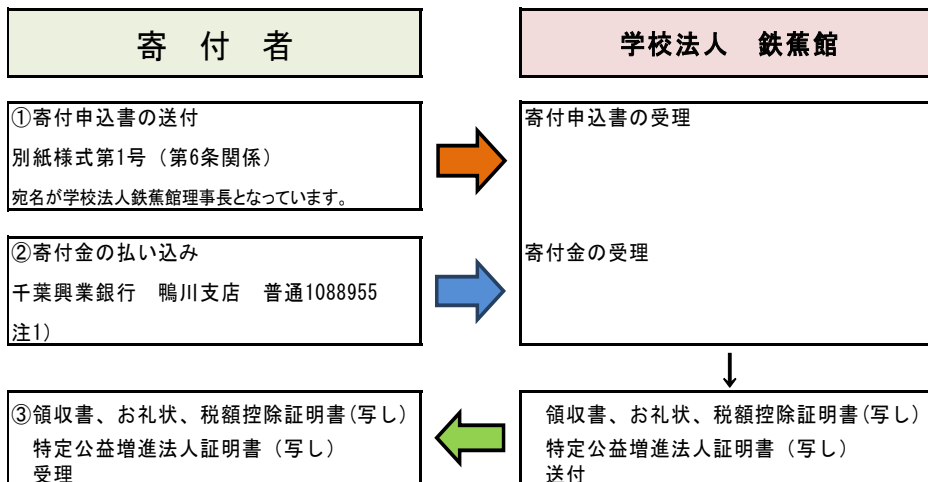 寄　付　者
学校法人　鉄蕉館
①寄付申込書の送付
別紙様式第1号（第6条関係）
宛名が学校法人鉄蕉館理事長となっています。
寄付申込書の受理
②寄付金の払い込み
千葉興業銀行　鴨川支店　普通1088955
注1)
寄付金の受理
③領収書、お礼状、税額控除証明書(写し)
特定公益増進法人証明書（写し）
受理
領収書、お礼状、税額控除証明書(写し)
特定公益増進法人証明書（写し）
送付